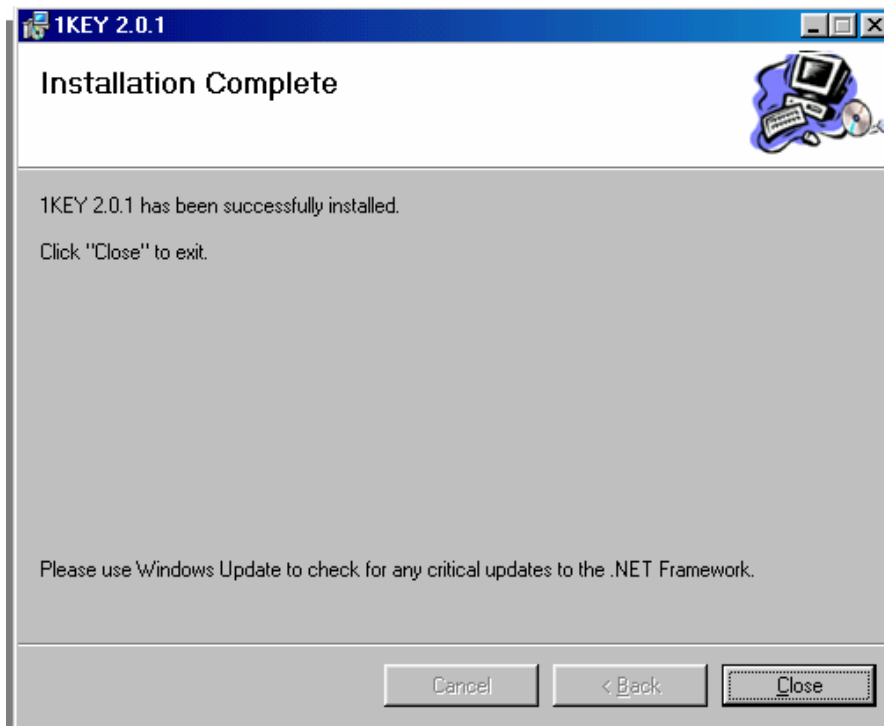 1KEY 2.0.1
Installation Complete
1KEY 2.0.1 has been successfully installed.
Click "Close" to exit.
Please use Windows Update to check for any critical updates to the .NET Framework.
Cancel
< Back
Close